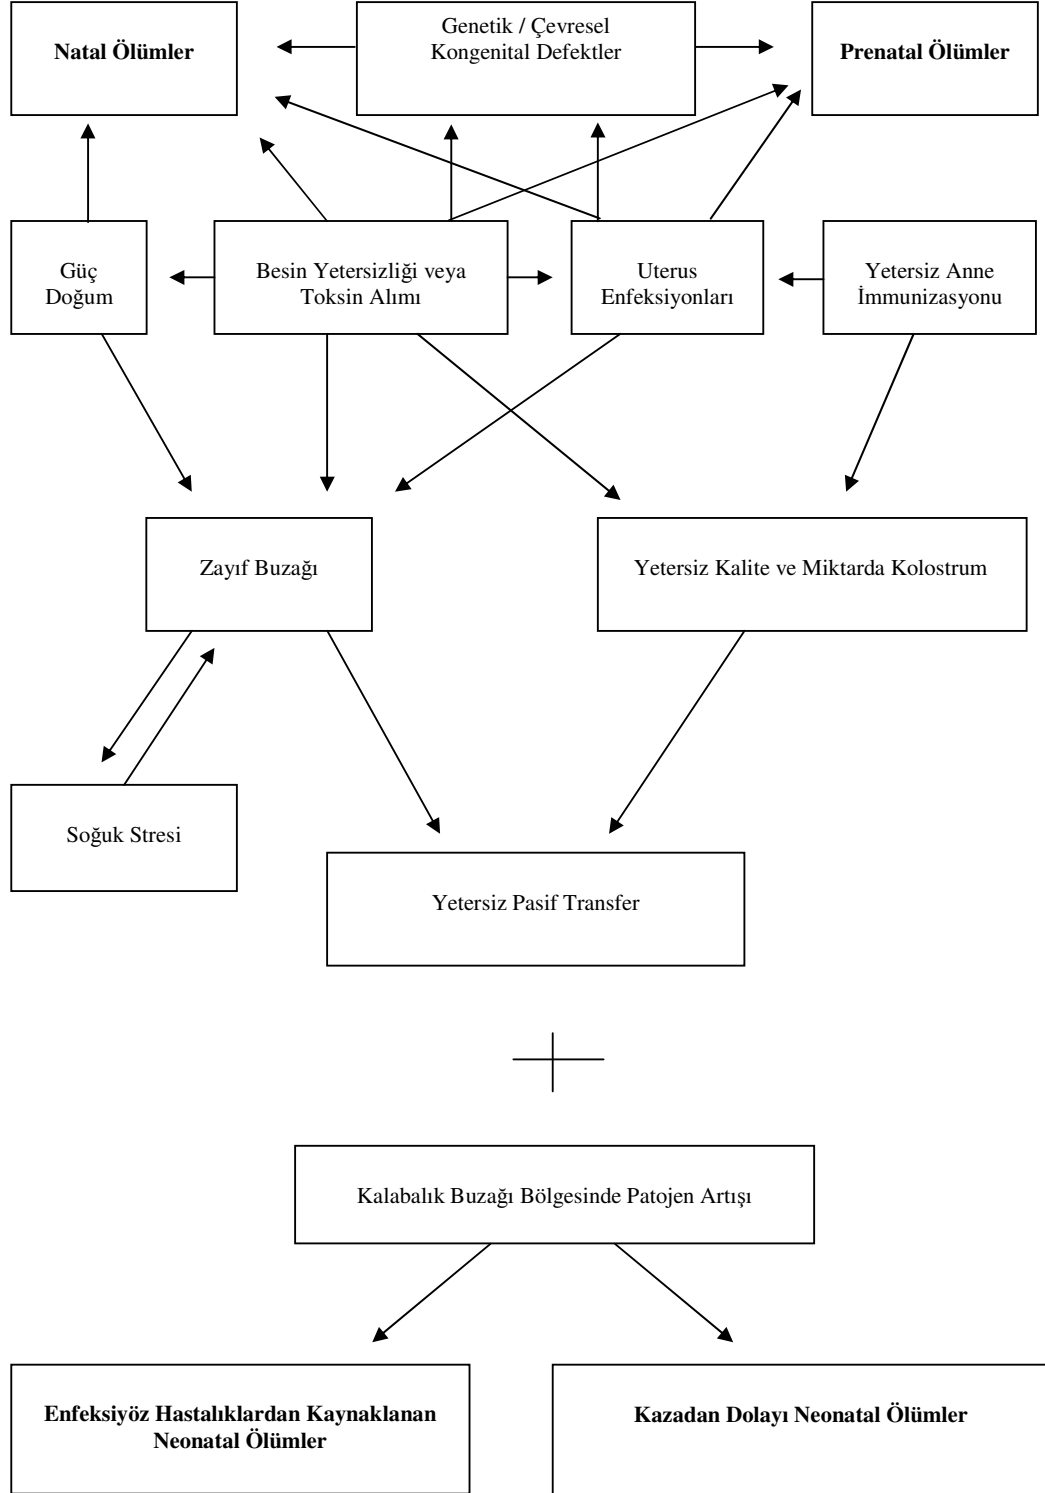 Natal Ölümler
Genetik / Çevresel
Kongenital Defektler
Prenatal Ölümler
Güç
Doğum
Besin Yetersizliği veya
Toksin Alımı
Uterus
Enfeksiyonları
Yetersiz Anne
İmmunizasyonu
Zayıf Buzağı
Yetersiz Kalite ve Miktarda Kolostrum
Soğuk Stresi
Yetersiz Pasif Transfer
Kalabalık Buzağı Bölgesinde Patojen Artışı
Enfeksiyöz Hastalıklardan Kaynaklanan
Neonatal Ölümler
Kazadan Dolayı Neonatal Ölümler